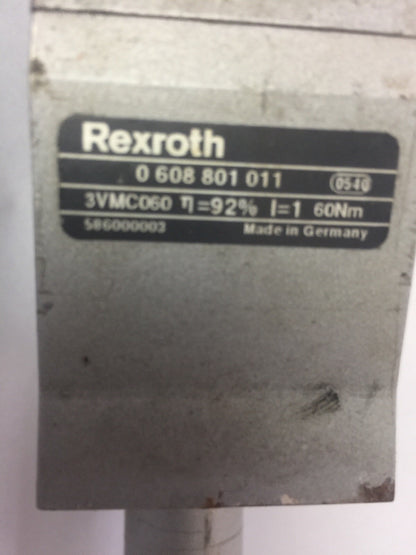 Rexroth
0 608 801 011 0540
3VMC060 η=92% I=1 60Nm
586000003 Made in Germany